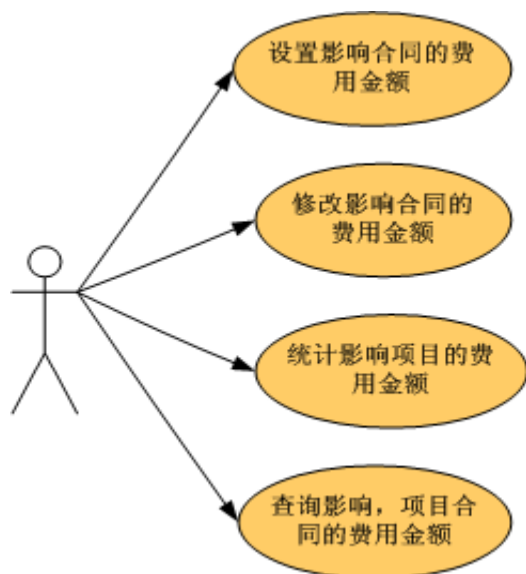 设置影响合同的费
用金额
修改影响合同的
费用金额
统计影响项目的费
用金额
查询影响，项目合
同的费用金额